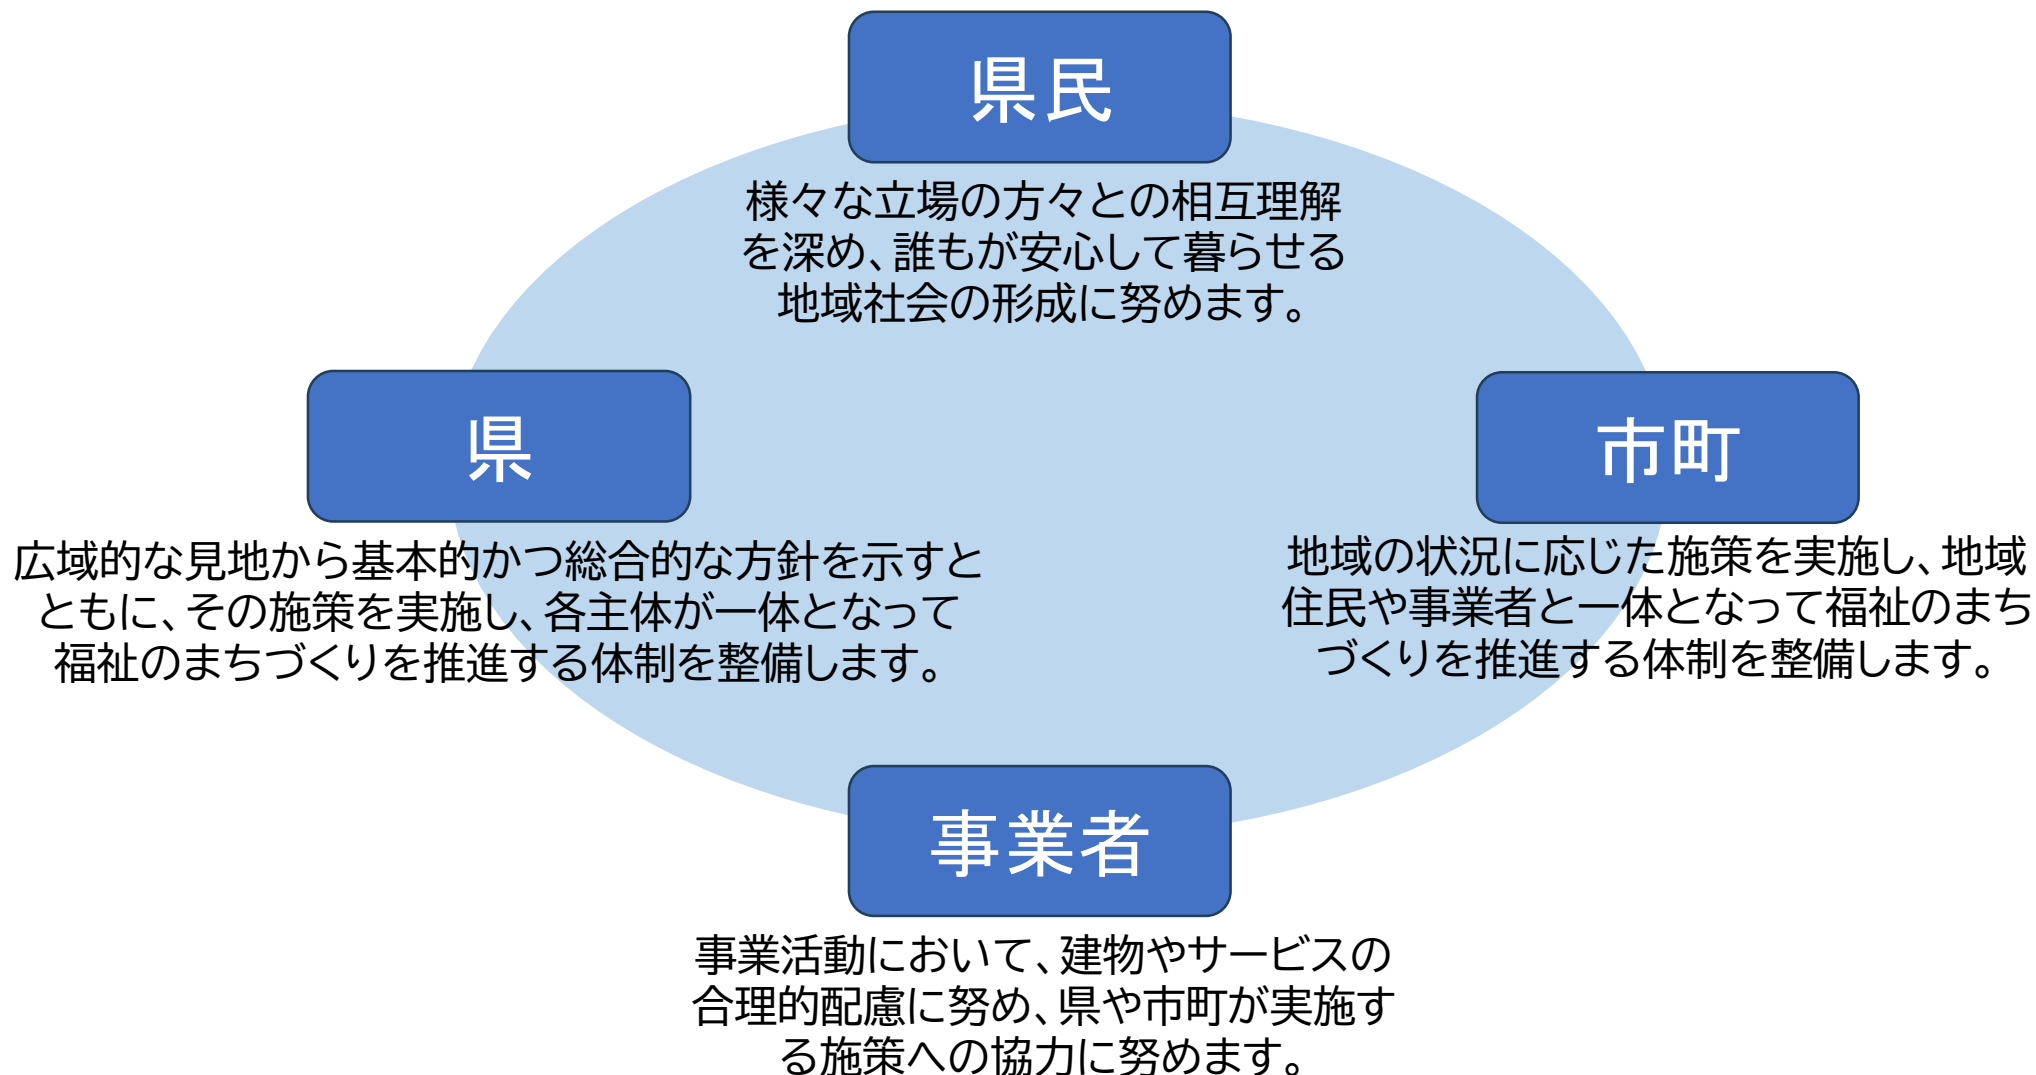 県民
様々な立場の方々との相互理解
を深め、誰もが安心して暮らせる
地域社会の形成に努めます。
県
広域的な見地から基本的かつ総合的な方針を示すと
ともに、その施策を実施し、各主体が一体となって
福祉のまちづくりを推進する体制を整備します。
市町
地域の状況に応じた施策を実施し、地域
住民や事業者と一体となって福祉のまち
づくりを推進する体制を整備します。
事業者
事業活動において、建物やサービスの
合理的配慮に努め、県や市町が実施す
る施策への協力に努めます。